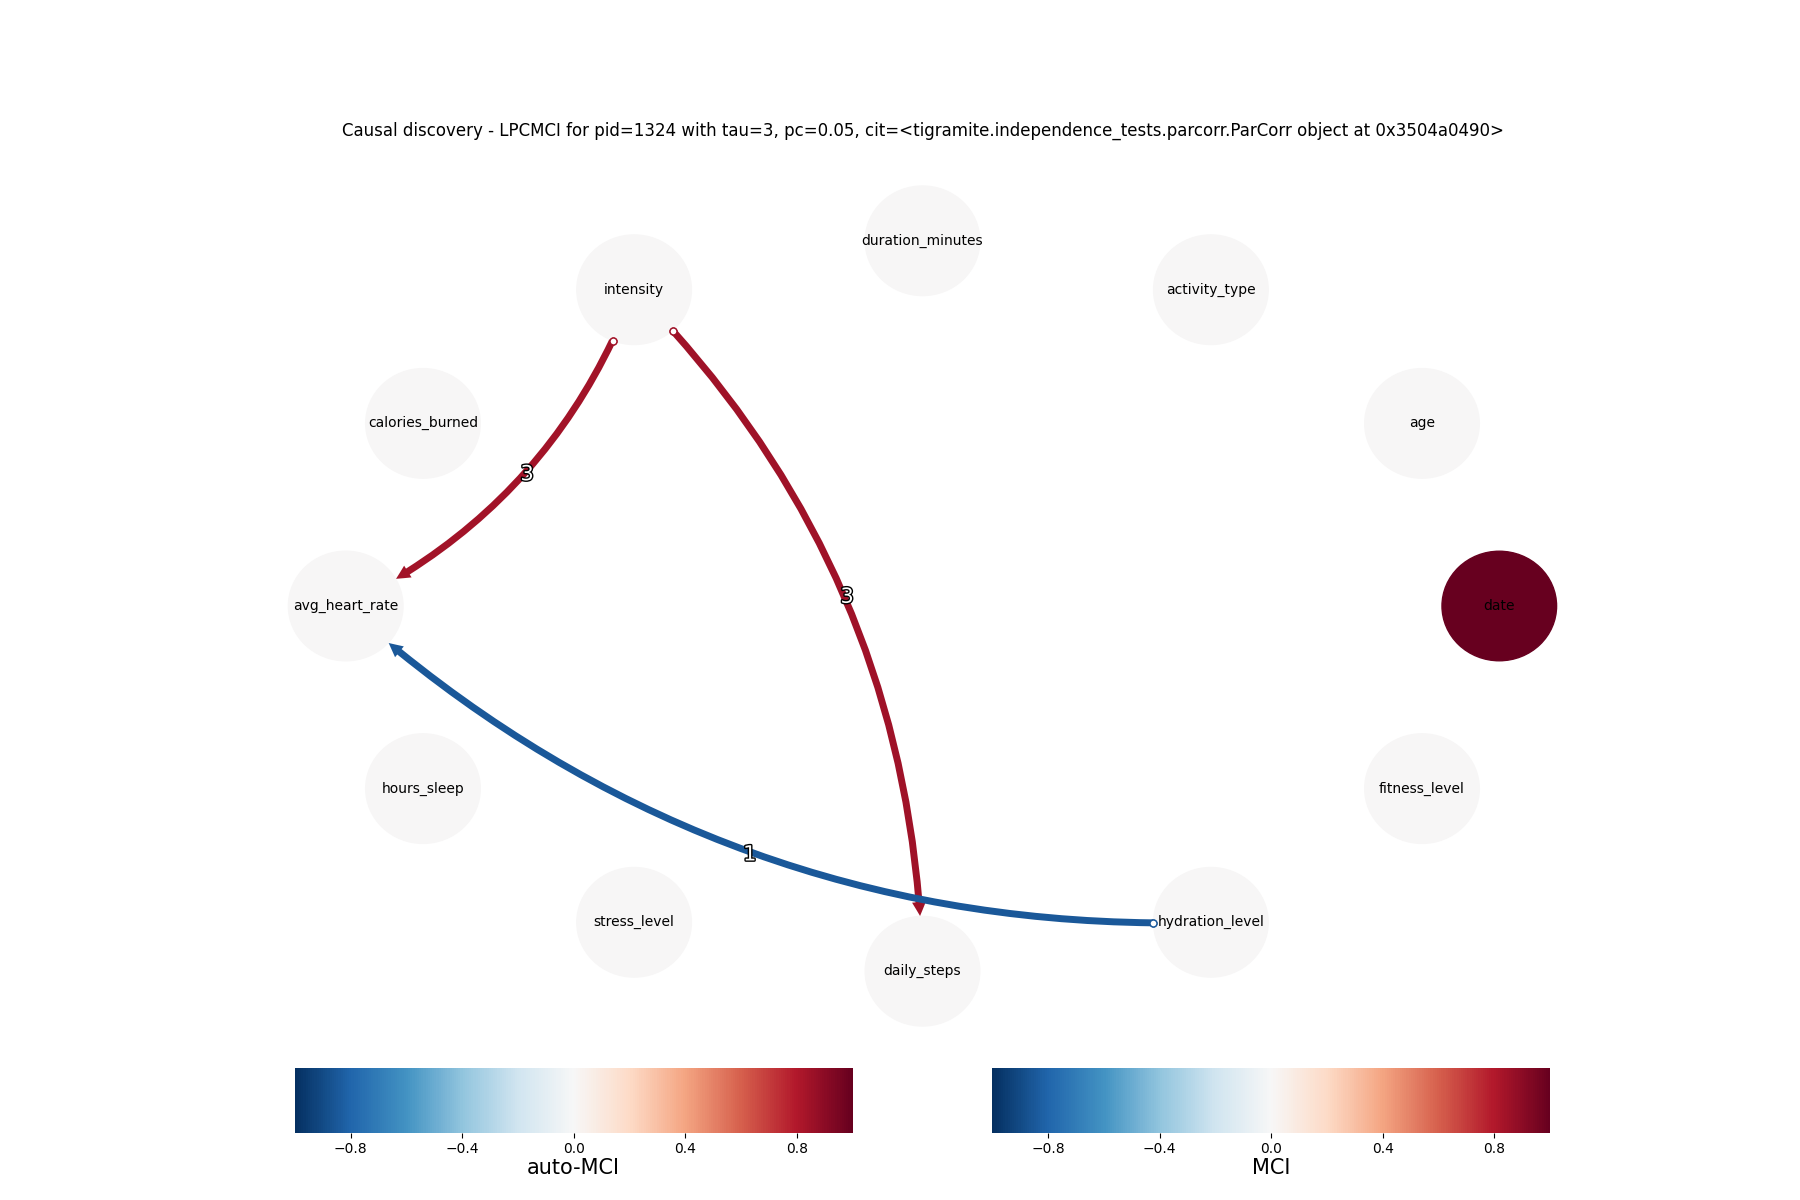 Causal discovery - LPCMCI for pid=1324 with tau=3, pc=0.05, cit=<tigramite.independence_tests.parcorr.ParCorr object at 0x3504a0490>
duration_minutes
intensity
activity_type
calories_burned
age
3
avg_heart_rate
3
date
hours_sleep
fitness_level
1
stress_level
hydration_level
daily_steps
−0.8 −0.4 0.0 0.4 0.8
auto-MCI
−0.8 −0.4 0.0 0.4 0.8
MCI